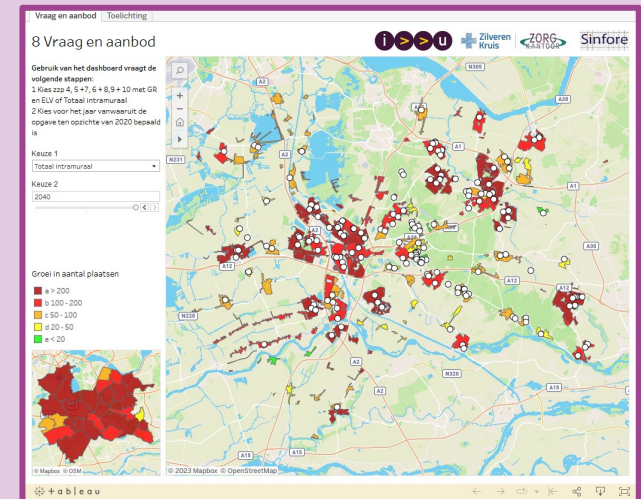 Vraag en aanbod
Toelichting
8 Vraag en aanbod
i>>u
Zilveren
Kruis
ZORG
KANTOOR
Sinfore
Gebruik van het dashboard vraagt de
volgende stappen:
1 Kies zzp 4, 5 +7, 6 + 8,9 + 10 met GR
en ELV of Totaal intramuraal
2 Kies voor het jaar vanwaaruit de
opgave ten opzichte van 2020 bepaald
is
Keuze 1
Totaal intramuraal
Keuze 2
2040
Groei in aantal plaatsen
a > 200
b 100 - 200
c 50 - 100
d 20 - 50
e < 20
N305
A2
A28
A1
N231
A2
A1
A2
A28
A12
A30
A12
A12
N228
A2
N320
A2
A15
A15
A15
© Mapbox © OSM
© 2023 Mapbox © OpenStreetMap
+ableau